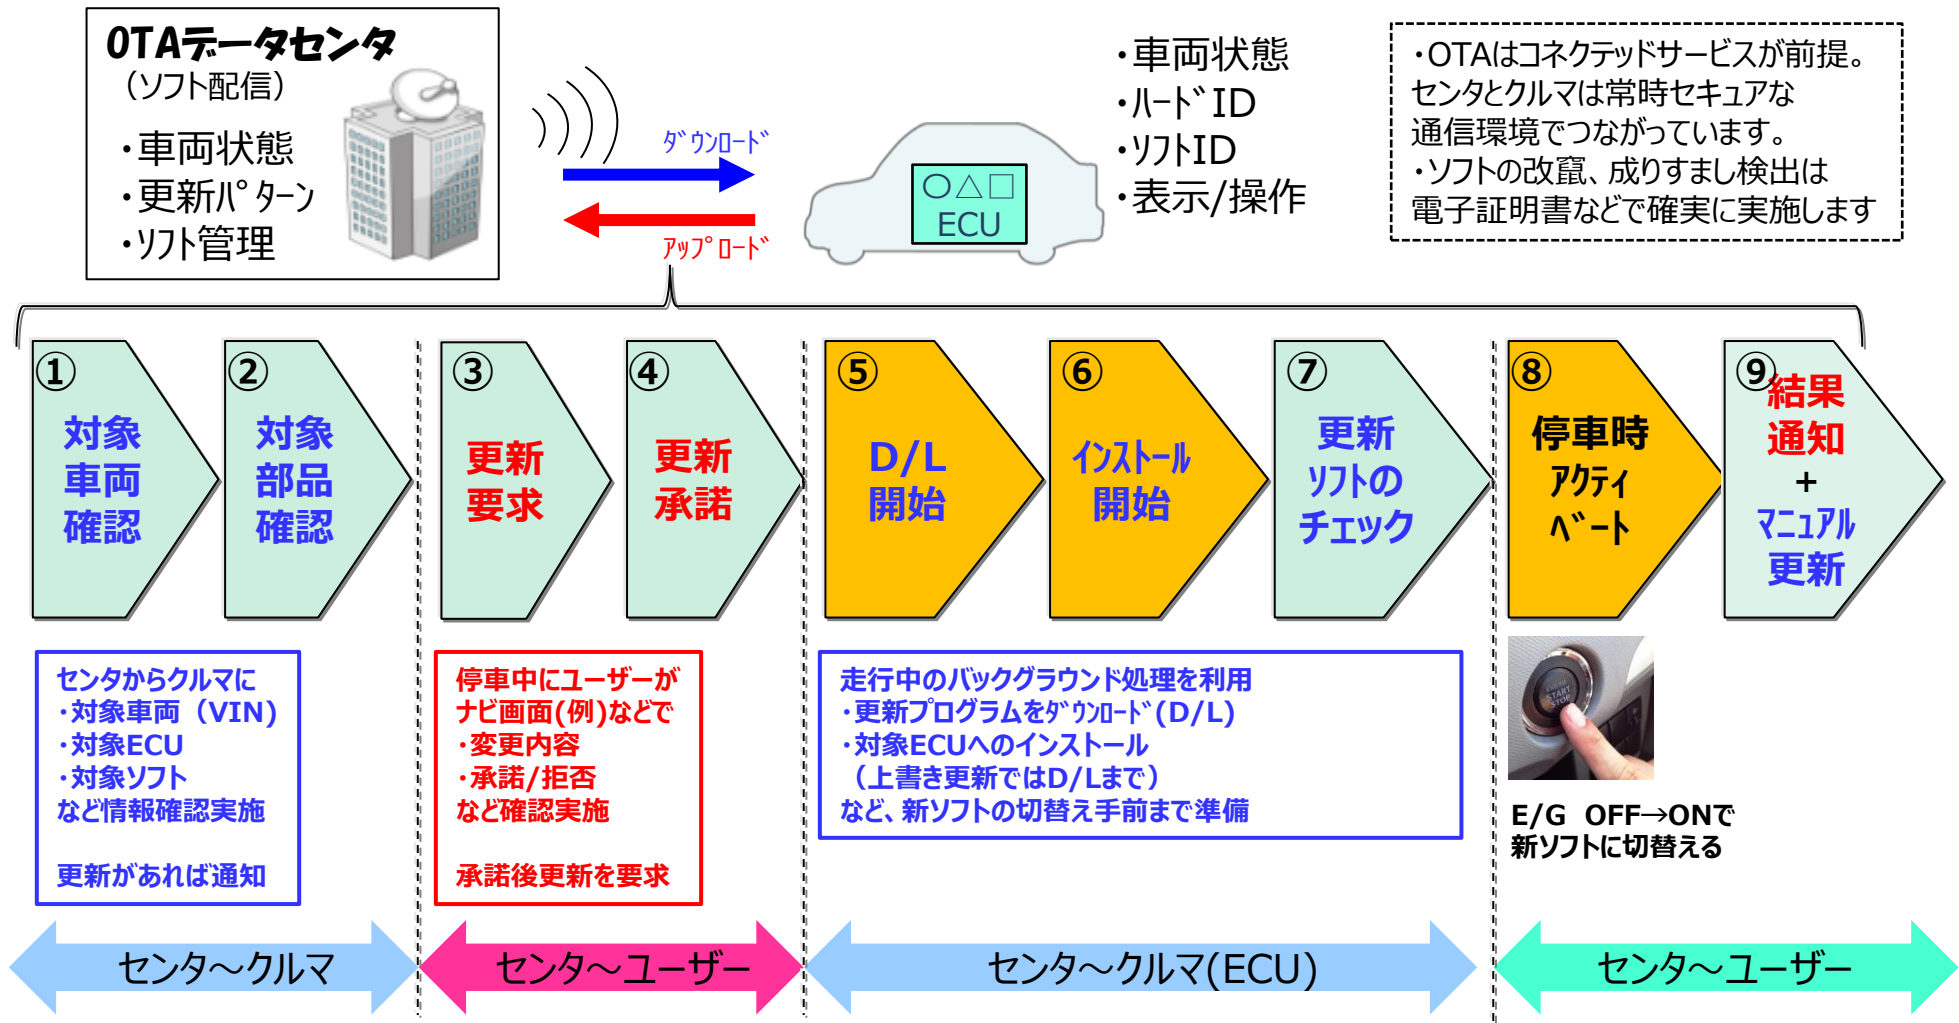 OTAデータセンタ
（ソフト配信）
・車両状態
・更新ﾊﾟﾀｰﾝ
・ｿﾌﾄ管理
ﾀﾞｳﾝﾛｰﾄﾞ
ｱｯﾌﾟﾛｰﾄﾞ
〇△□
ECU
・車両状態
・ﾊｰﾄﾞID
・ｿﾌﾄID
・表示/操作
・OTAはコネクテッドサービスが前提。
センタとクルマは常時セキュアな
通信環境でつながっています。
・ソフトの改竄、成りすまし検出は
電子証明書などで確実に実施します
①
対象
車両
確認
②
対象
部品
確認
③
更新
要求
④
更新
承諾
⑤
D/L
開始
⑥
ｲﾝｽﾄｰﾙ
開始
⑦
更新
ｿﾌﾄの
チェック
⑧
停車時
ｱｸﾃｨ
ﾍﾞｰﾄ
⑨
結果
通知
+
ﾏﾆｭｱﾙ
更新
センタからクルマに
・対象車両（VIN)
・対象ECU
・対象ソフト
など情報確認実施
更新があれば通知
停車中にユーザーが
ナビ画面(例)などで
・変更内容
・承諾/拒否
など確認実施
承諾後更新を要求
走行中のバックグラウンド処理を利用
・更新プログラムをﾀﾞｳﾝﾛｰﾄﾞ(D/L)
・対象ECUへのインストール
（上書き更新ではD/Lまで）
など、新ソフトの切替え手前まで準備
START
STOP
E/G OFF→ONで
新ソフトに切替える
センタ～クルマ
センタ～ユーザー
センタ～クルマ(ECU)
センタ～ユーザー